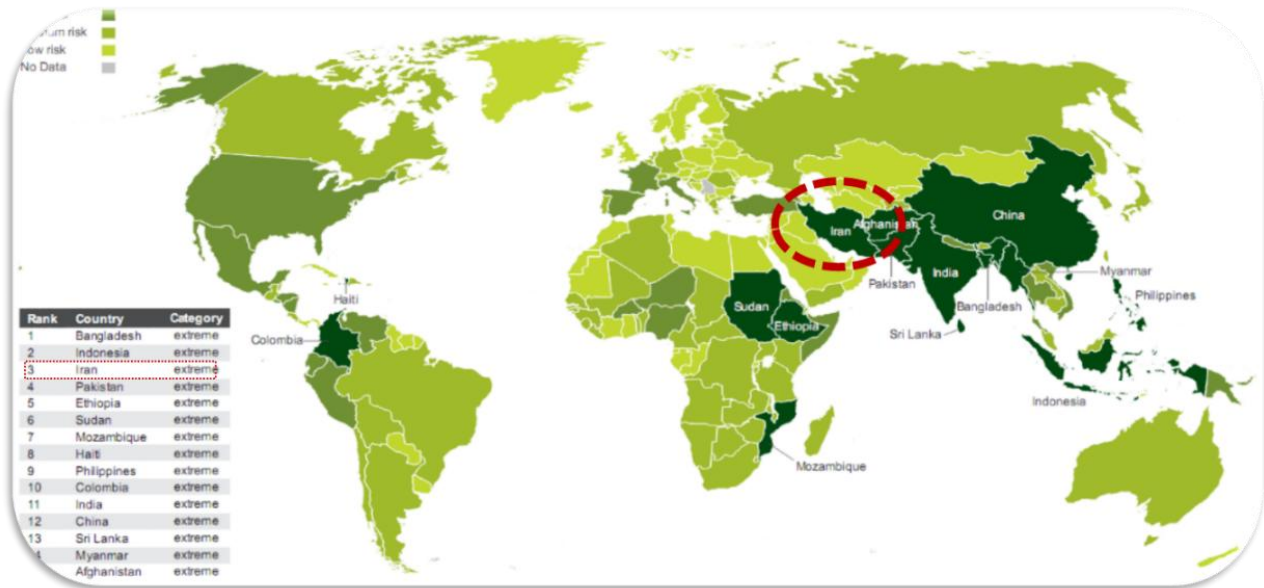 risk
low risk
No Data
Haiti
Colombia
Sudan
Ethiopia
Mozambique
Iran
Afghanistan
Pakistan
India
China
Bangladesh
Sri Lanka
Myanmar
Philippines
Indonesia
Rank Country Category
1 Bangladesh extreme
2 Indonesia extreme
3 Iran extreme
4 Pakistan extreme
5 Ethiopia extreme
6 Sudan extreme
7 Mozambique extreme
8 Haiti extreme
9 Philippines extreme
10 Colombia extreme
11 India extreme
12 China extreme
13 Sri Lanka extreme
Myanmar extreme
Afghanistan extreme